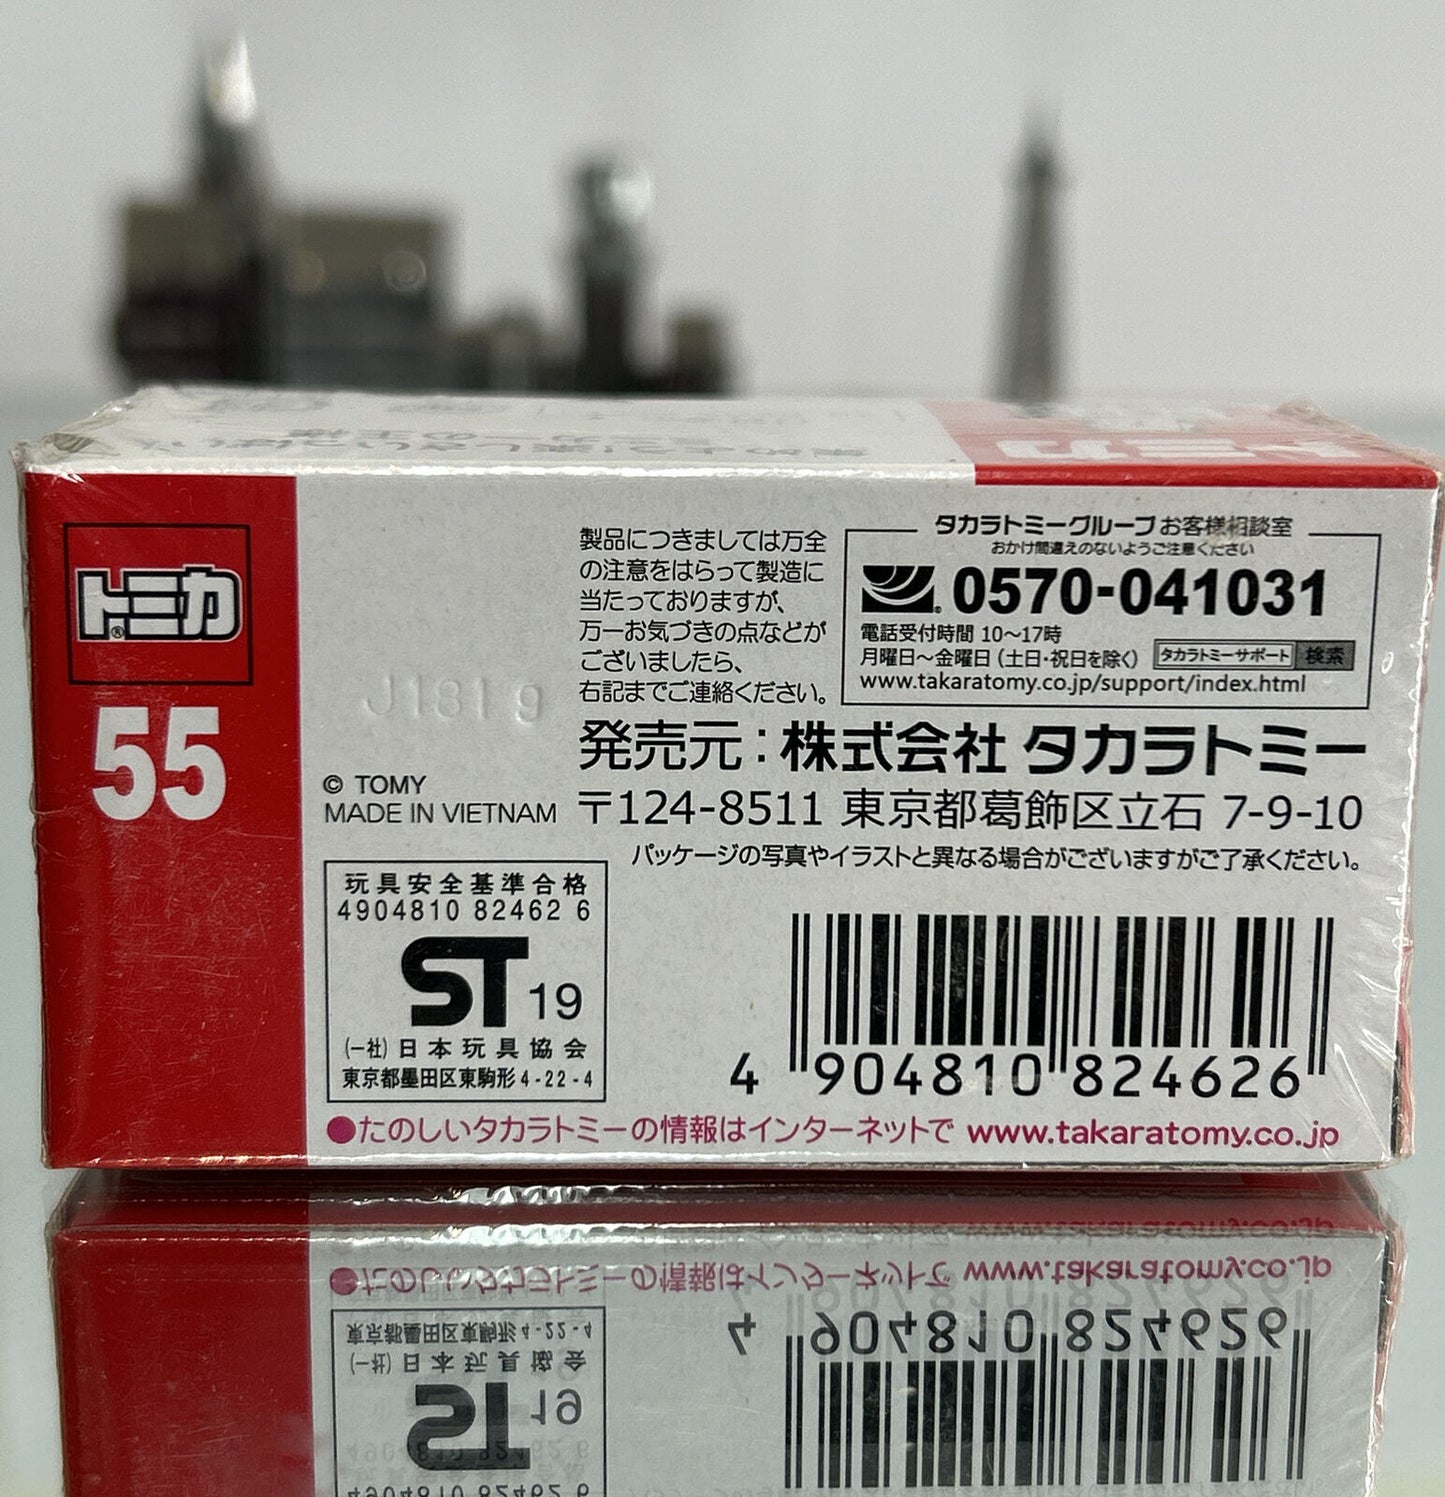 トミカ
トミカ®
55
J1819
© TOMY
MADE IN VIETNAM
製品につきましては万全
の注意をはらって製造に
当たっておりますが、
万一お気づきの点などが
ございましたら、
右記までご連絡ください。
タカラトミーグループお客様相談室
おかけ間違えのないようご注意ください
0570-041031
電話受付時間 10〜17時
月曜日〜金曜日（土日・祝日を除く） タカラトミーサポート 検索
www.takaratomy.co.jp/support/index.html
発売元：株式会社 タカラトミー
〒124-8511 東京都葛飾区立石 7-9-10
パッケージの写真やイラストと異なる場合がございますがご了承ください。
玩具安全基準合格
4904810 82462 6
ST 19
(一社) 日本玩具協会
東京都墨田区東駒形4-22-4
4 904810 824626
●たのしいタカラトミーの情報はインターネットで www.takaratomy.co.jp